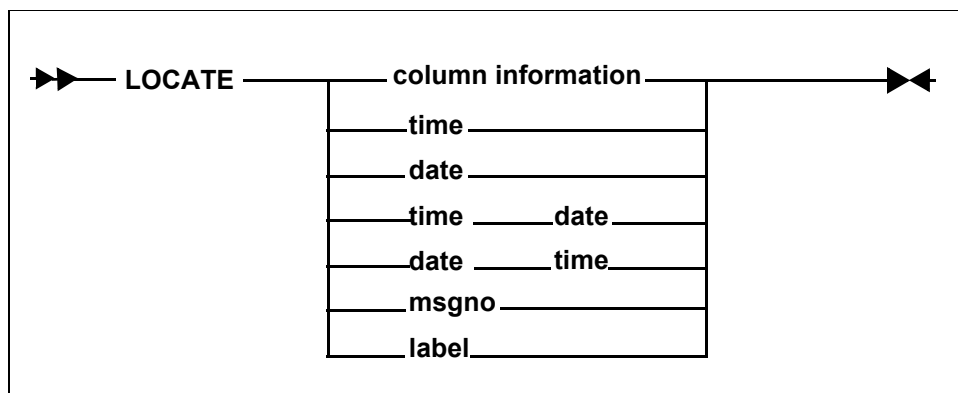 LOCATE column information
time
date
time date
date time
msgno
label